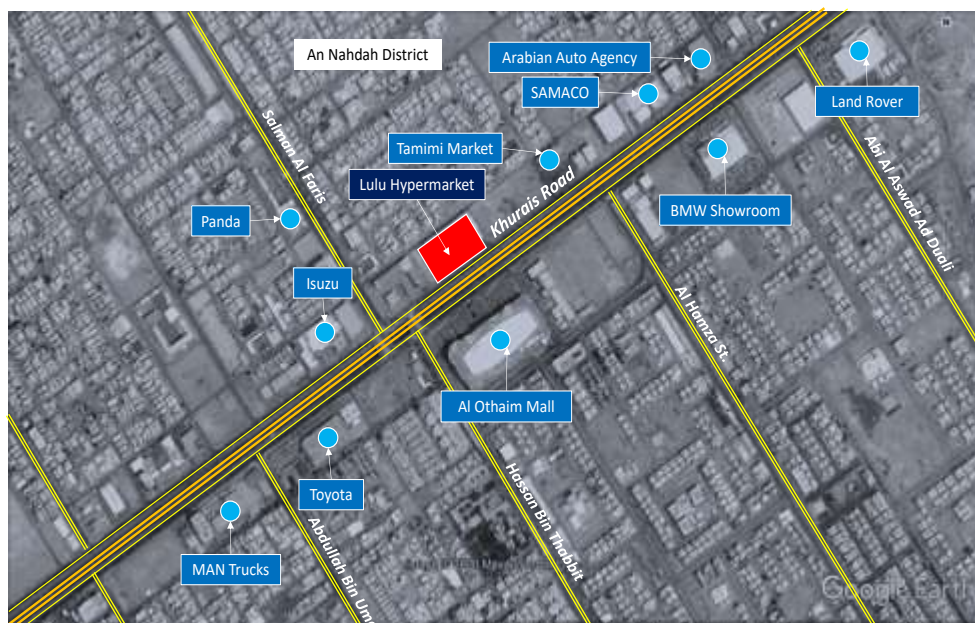 An Nahdah District
Arabian Auto Agency
SAMACO
Land Rover
Salman Al Faris
Tamimi Market
Lulu Hypermarket
Khurais Road
Panda
BMW Showroom
Abi Al Aswad Ad Duali
Isuzu
Al Hamza St.
Al Othaim Mall
Toyota
Hassan Bin Thabbit
Abdullah Bin Uma
MAN Trucks
Google Earth